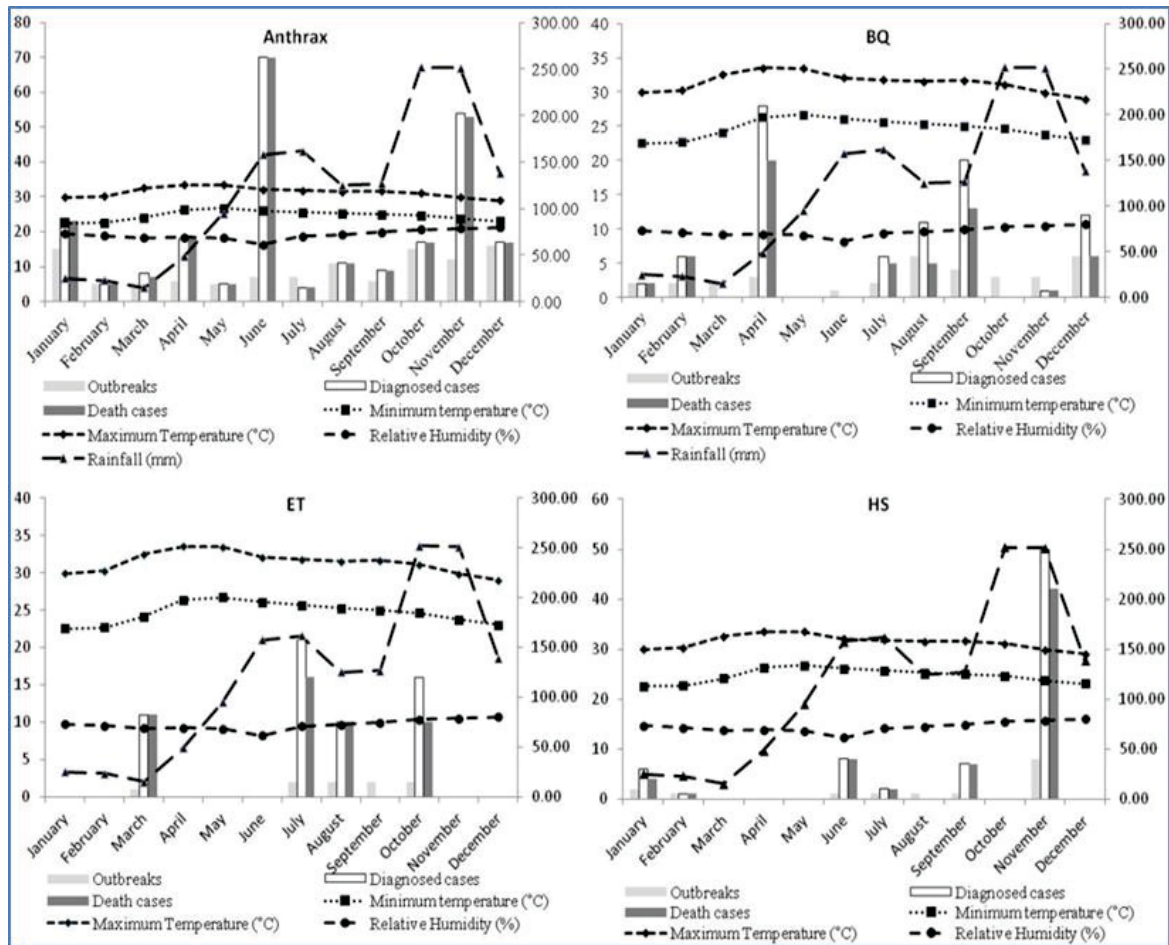 Anthrax
80
70
60
50
40
30
20
10
0
300.00
250.00
200.00
150.00
100.00
50.00
0.00
January
February
March
April
May
June
July
August
September
October
November
December
Outbreaks
Diagnosed cases
Death cases
Minimum temperature (°C)
Maximum Temperature (°C)
Relative Humidity (%)
Rainfall (mm)
BQ
40
35
30
25
20
15
10
5
0
300.00
250.00
200.00
150.00
100.00
50.00
0.00
January
February
March
April
May
June
July
August
September
October
November
December
Outbreaks
Diagnosed cases
Death cases
Minimum temperature (°C)
Maximum Temperature (°C)
Relative Humidity (%)
Rainfall (mm)
ET
40
35
30
25
20
15
10
5
0
300.00
250.00
200.00
150.00
100.00
50.00
0.00
January
February
March
April
May
June
July
August
September
October
November
December
Outbreaks
Diagnosed cases
Death cases
Minimum temperature (°C)
Maximum Temperature (°C)
Relative Humidity (%)
HS
60
50
40
30
20
10
0
300.00
250.00
200.00
150.00
100.00
50.00
0.00
January
February
March
April
May
June
July
August
September
October
November
December
Outbreaks
Diagnosed cases
Death cases
Minimum temperature (°C)
Maximum Temperature (°C)
Relative Humidity (%)